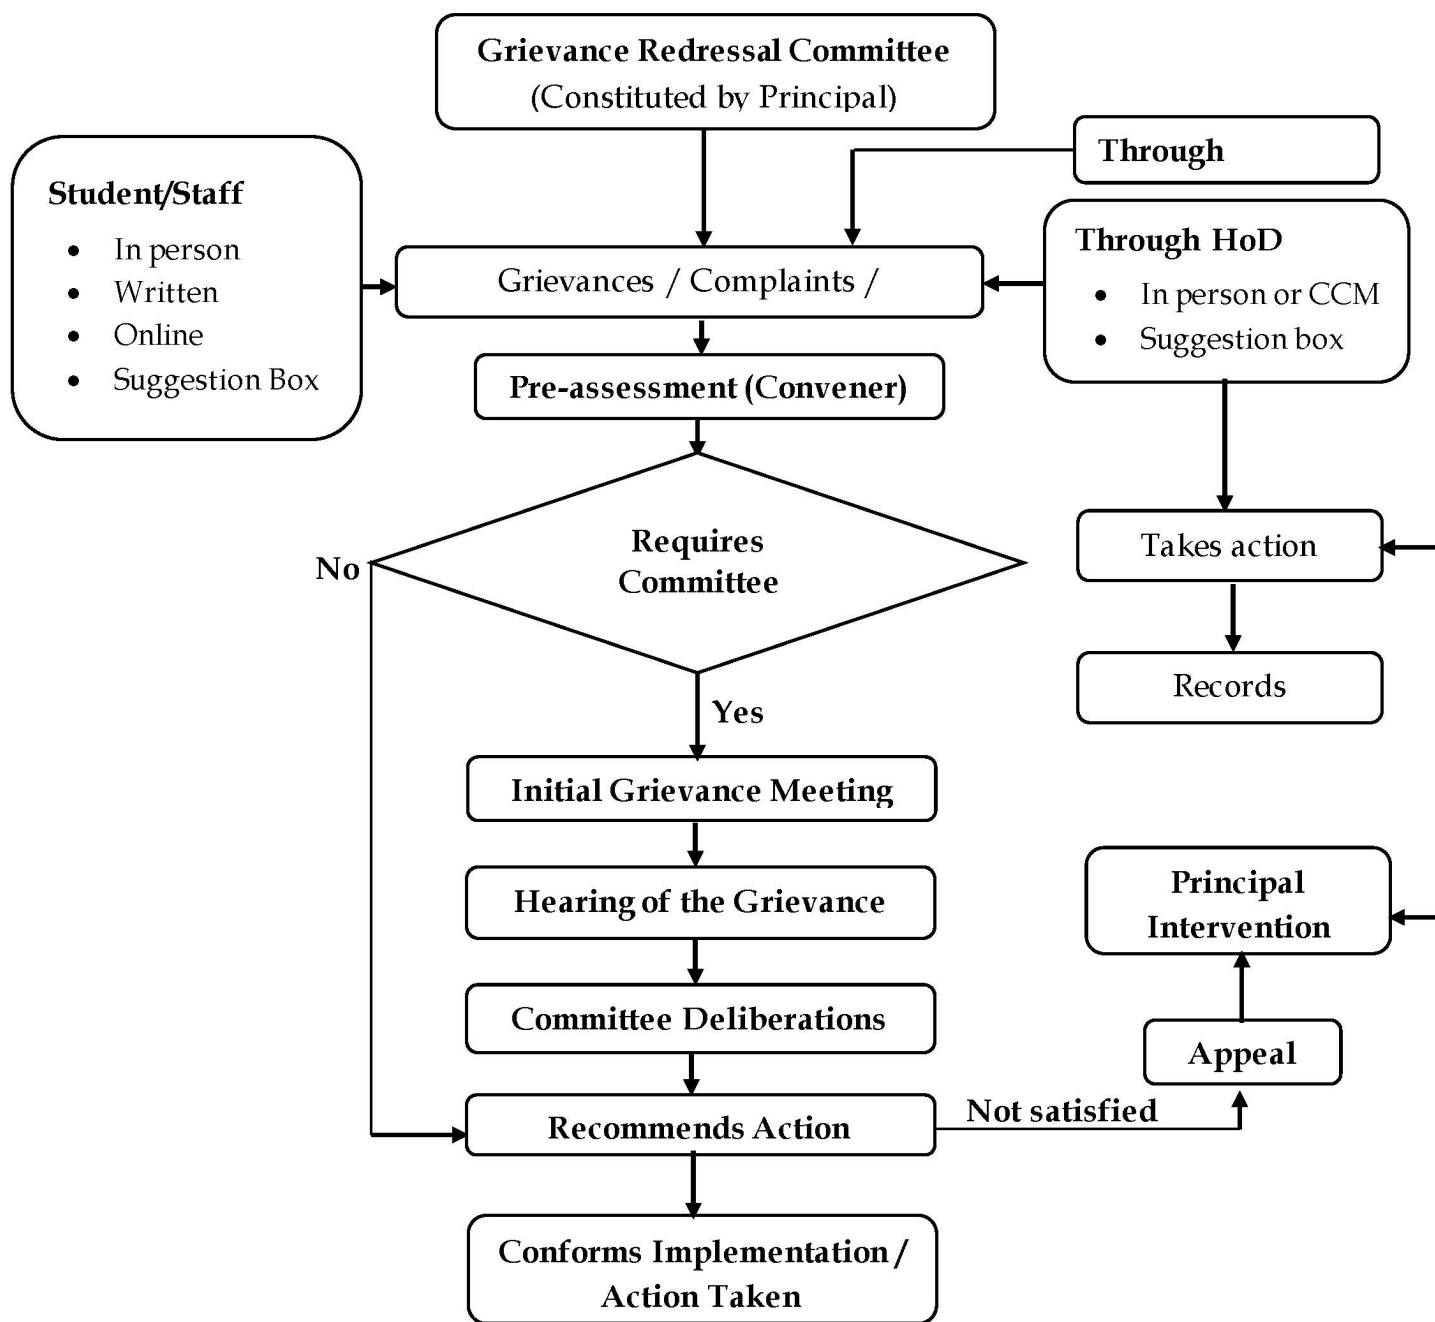 Grievance Redressal Committee
(Constituted by Principal)
Through
Student/Staff
• In person
• Written
• Online
• Suggestion Box
Through HoD
• In person or CCM
• Suggestion box
Grievances / Complaints /
Pre-assessment (Convener)
Requires
Committee
No
Yes
Takes action
Records
Initial Grievance Meeting
Hearing of the Grievance
Committee Deliberations
Recommends Action
Not satisfied
Appeal
Principal
Intervention
Conforms Implementation /
Action Taken